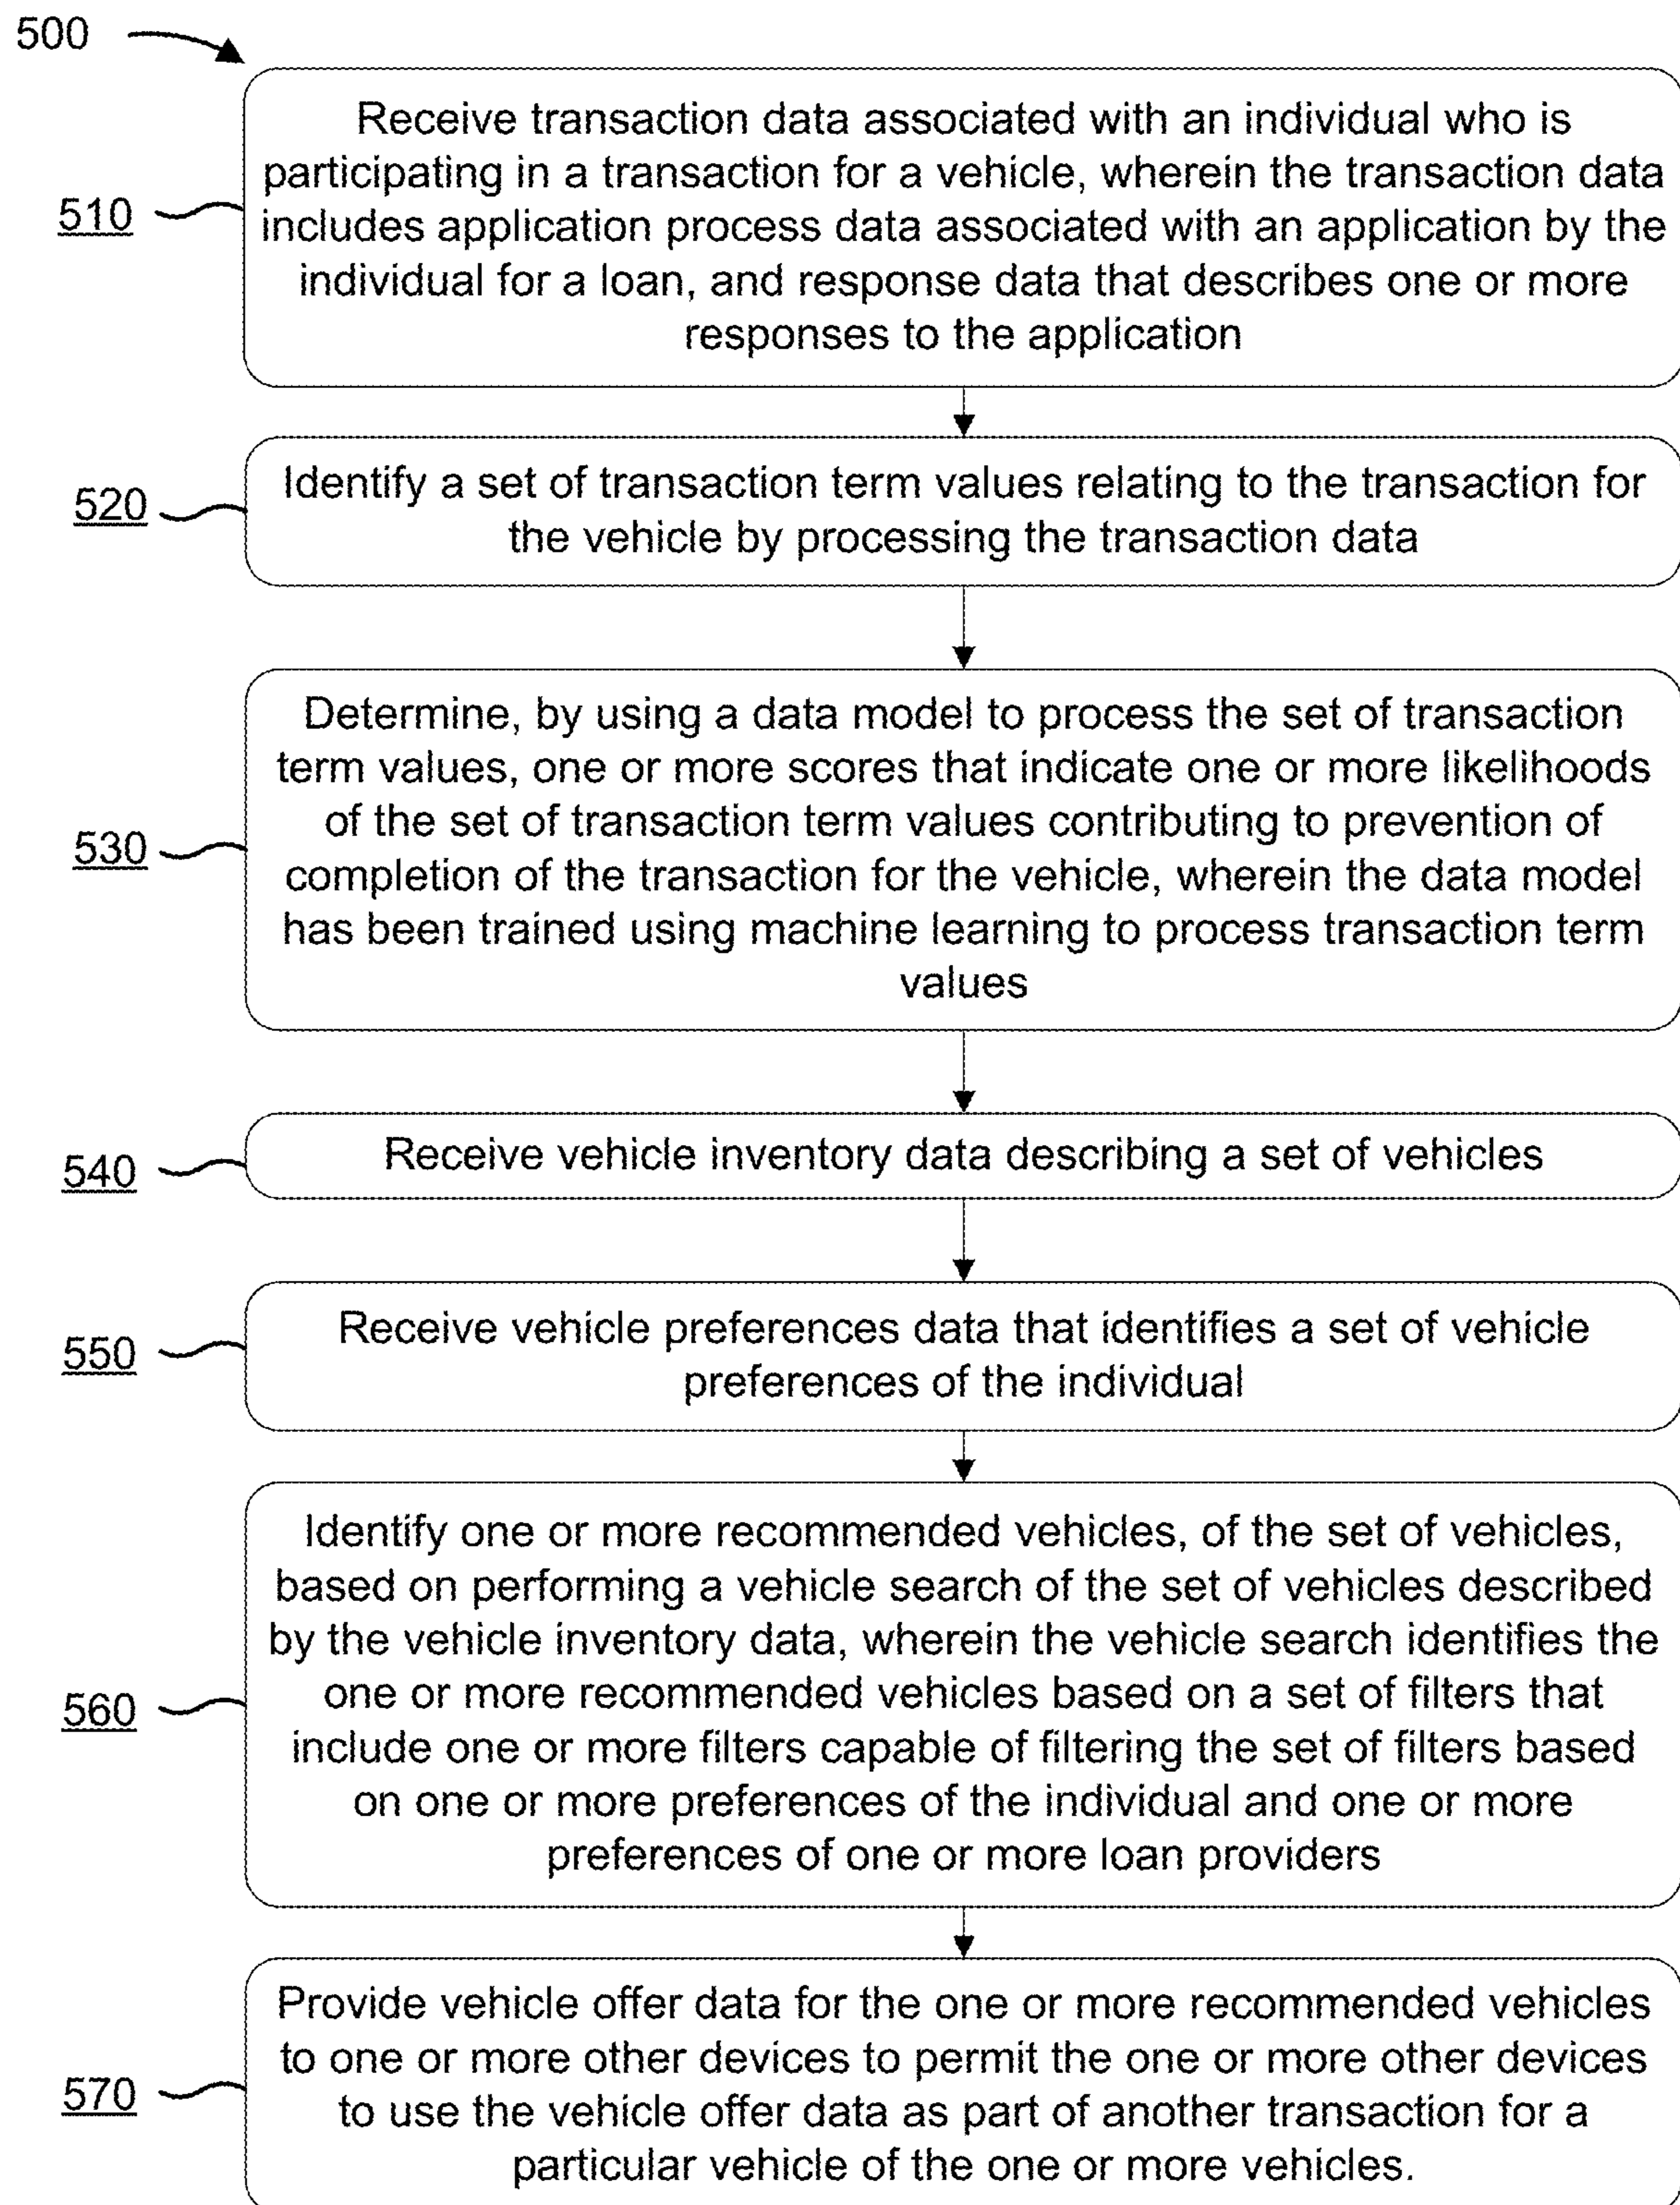 500
510
Receive transaction data associated with an individual who is
participating in a transaction for a vehicle, wherein the transaction data
includes application process data associated with an application by the
individual for a loan, and response data that describes one or more
responses to the application
520
Identify a set of transaction term values relating to the transaction for
the vehicle by processing the transaction data
530
Determine, by using a data model to process the set of transaction
term values, one or more scores that indicate one or more likelihoods
of the set of transaction term values contributing to prevention of
completion of the transaction for the vehicle, wherein the data model
has been trained using machine learning to process transaction term
values
540
Receive vehicle inventory data describing a set of vehicles
550
Receive vehicle preferences data that identifies a set of vehicle
preferences of the individual
560
Identify one or more recommended vehicles, of the set of vehicles,
based on performing a vehicle search of the set of vehicles described
by the vehicle inventory data, wherein the vehicle search identifies the
one or more recommended vehicles based on a set of filters that
include one or more filters capable of filtering the set of filters based
on one or more preferences of the individual and one or more
preferences of one or more loan providers
570
Provide vehicle offer data for the one or more recommended vehicles
to one or more other devices to permit the one or more other devices
to use the vehicle offer data as part of another transaction for a
particular vehicle of the one or more vehicles.